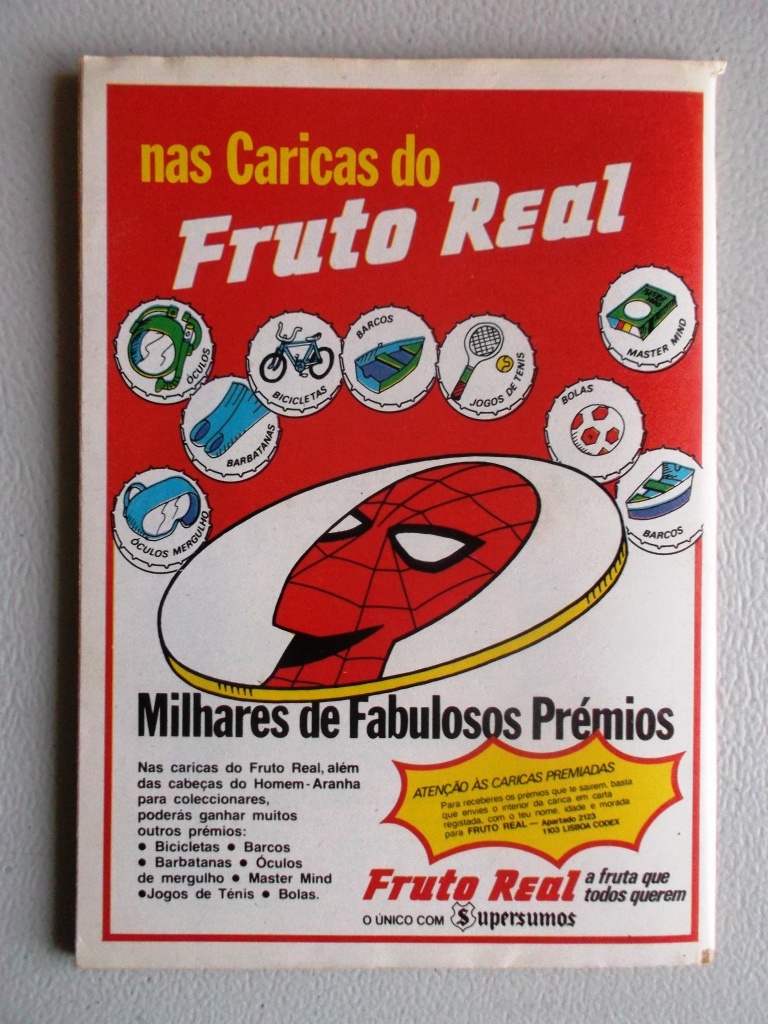 nas Caricas do
Fruto Real
ÓCULOS
BARBATANAS
BICICLETAS
BARCOS
JOGOS DE TÉNIS
MASTER MIND
BOLAS
ÓCULOS MERGULHO
BARCOS
Milhares de Fabulosos Prémios
Nas caricas do Fruto Real, além
das cabeças do Homem-Aranha
para coleccionares,
poderás ganhar muitos
outros prémios:
● Bicicletas ● Barcos
● Barbatanas ● Óculos
de mergulho ● Master Mind
●Jogos de Ténis ● Bolas.
ATENÇÃO ÀS CARICAS PREMIADAS
Para receberes os prémios que te saírem, basta
que envies o interior da carica em carta
registada, com o teu nome, idade e morada
para FRUTO REAL — Apartado 2123
1103 LISBOA CODEX
Fruto Real a fruta que
todos querem
O ÚNICO COM Supersumos